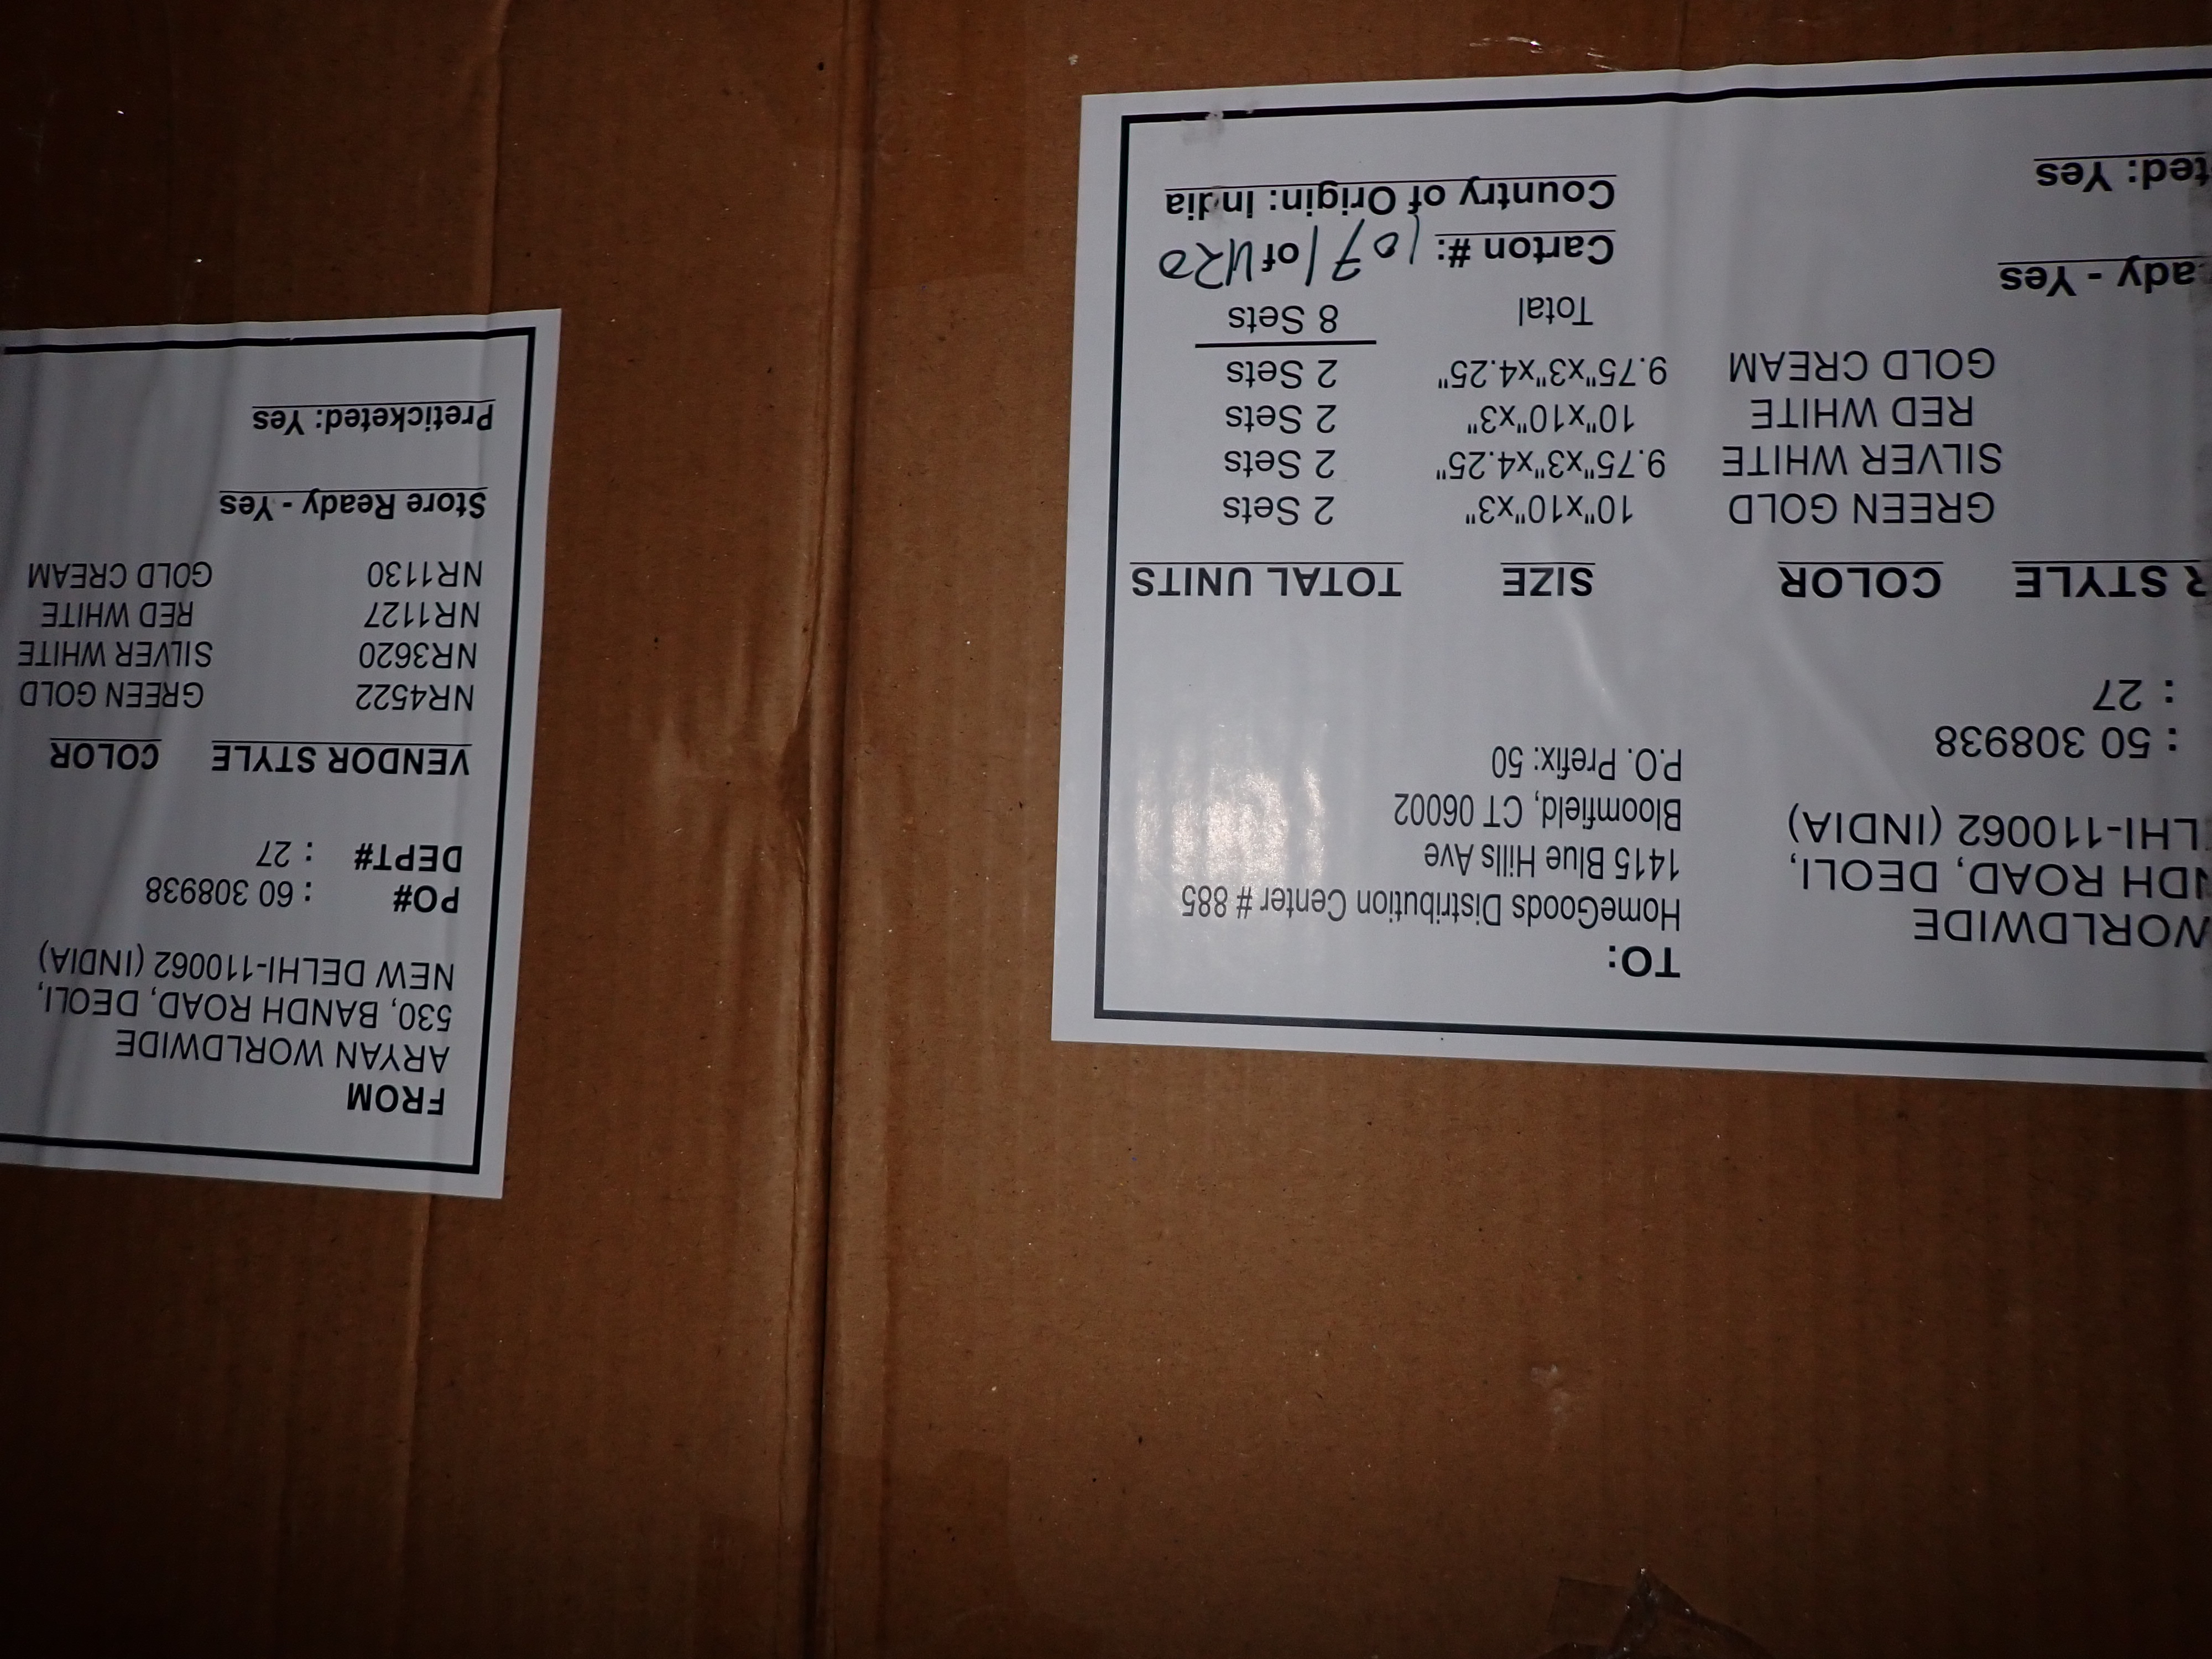 WORLDWIDE
NDH ROAD, DEOLI,
LHI-110062 (INDIA)
: 50 308938
: 27
TO:
HomeGoods Distribution Center # 885
1415 Blue Hills Ave
Bloomfield, CT 06002
P.O. Prefix: 50
R STYLE COLOR SIZE TOTAL UNITS
GREEN GOLD 10"x10"x3" 2 Sets
SILVER WHITE 9.75"x3"x4.25" 2 Sets
RED WHITE 10"x10"x3" 2 Sets
GOLD CREAM 9.75"x3"x4.25" 2 Sets
Total 8 Sets
ady - Yes
Carton #: 107 / of
ted: Yes
Country of Origin: India
FROM
ARYAN WORLDWIDE
530, BANDH ROAD, DEOLI,
NEW DELHI-110062 (INDIA)
PO# : 60 308938
DEPT# : 27
VENDOR STYLE COLOR
NR4522 GREEN GOLD
NR3620 SILVER WHITE
NR1127 RED WHITE
NR1130 GOLD CREAM
Store Ready - Yes
Preticketed: Yes